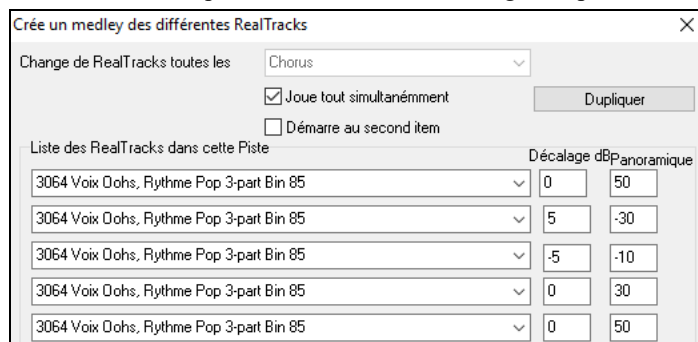 Crée un medley des différentes RealTracks
Change de RealTracks toutes les Chorus
Joue tout simultanémment Dupliquer
Démarre au second item
Liste des RealTracks dans cette Piste Décalage dB Panoramique
3064 Voix Oohs, Rythme Pop 3-part Bin 85 0 50
3064 Voix Oohs, Rythme Pop 3-part Bin 85 5 -30
3064 Voix Oohs, Rythme Pop 3-part Bin 85 -5 -10
3064 Voix Oohs, Rythme Pop 3-part Bin 85 0 30
3064 Voix Oohs, Rythme Pop 3-part Bin 85 0 50